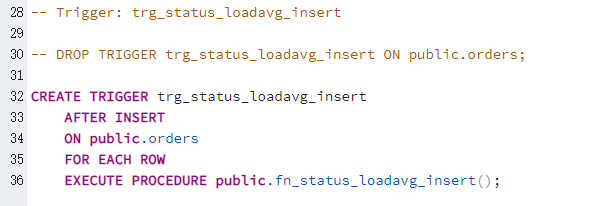 28 -- Trigger: trg_status_loadavg_insert
29
30 -- DROP TRIGGER trg_status_loadavg_insert ON public.orders;
31
32 CREATE TRIGGER trg_status_loadavg_insert
33     AFTER INSERT
34     ON public.orders
35     FOR EACH ROW
36     EXECUTE PROCEDURE public.fn_status_loadavg_insert();